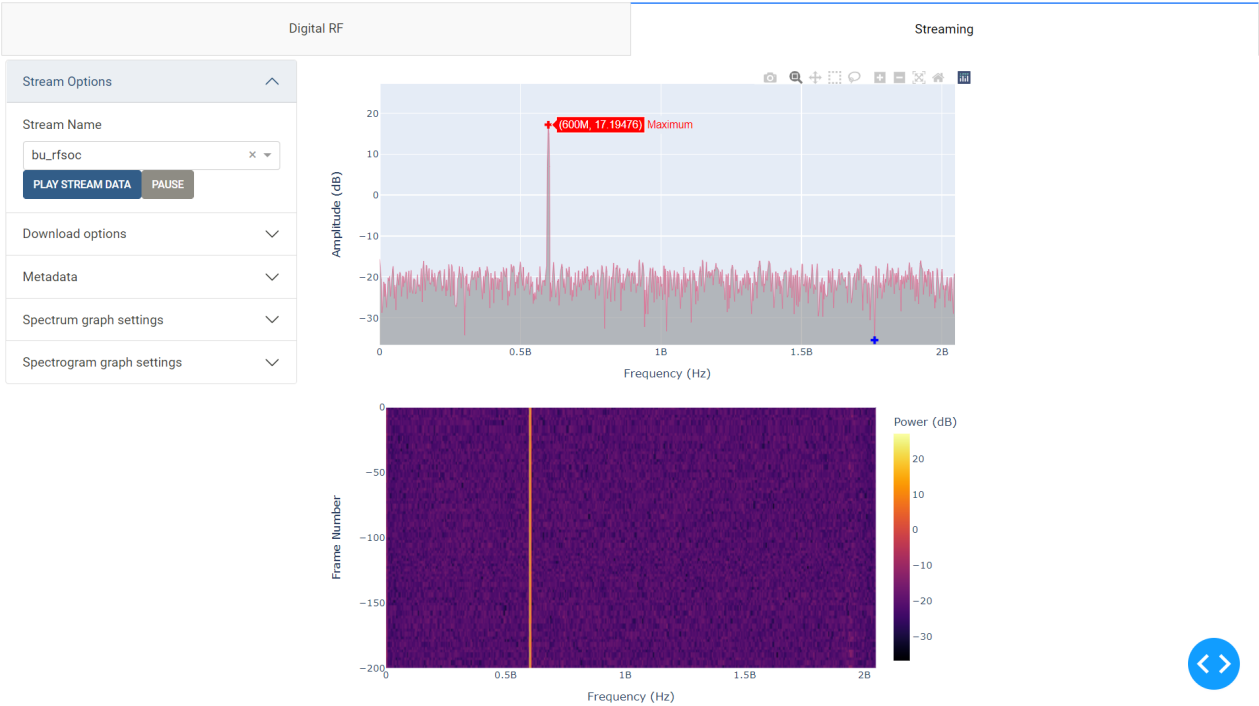 Digital RF
Streaming
Stream Options
Stream Name
bu_rfsoc
PLAY STREAM DATA
PAUSE
Download options
Metadata
Spectrum graph settings
Spectrogram graph settings
(600M, 17.19476) Maximum
20
10
0
−10
−20
−30
Amplitude (dB)
0 0.5B 1B 1.5B 2B
Frequency (Hz)
0
−50
−100
−150
−200
Frame Number
0 0.5B 1B 1.5B 2B
Frequency (Hz)
Power (dB)
20
10
0
−10
−20
−30